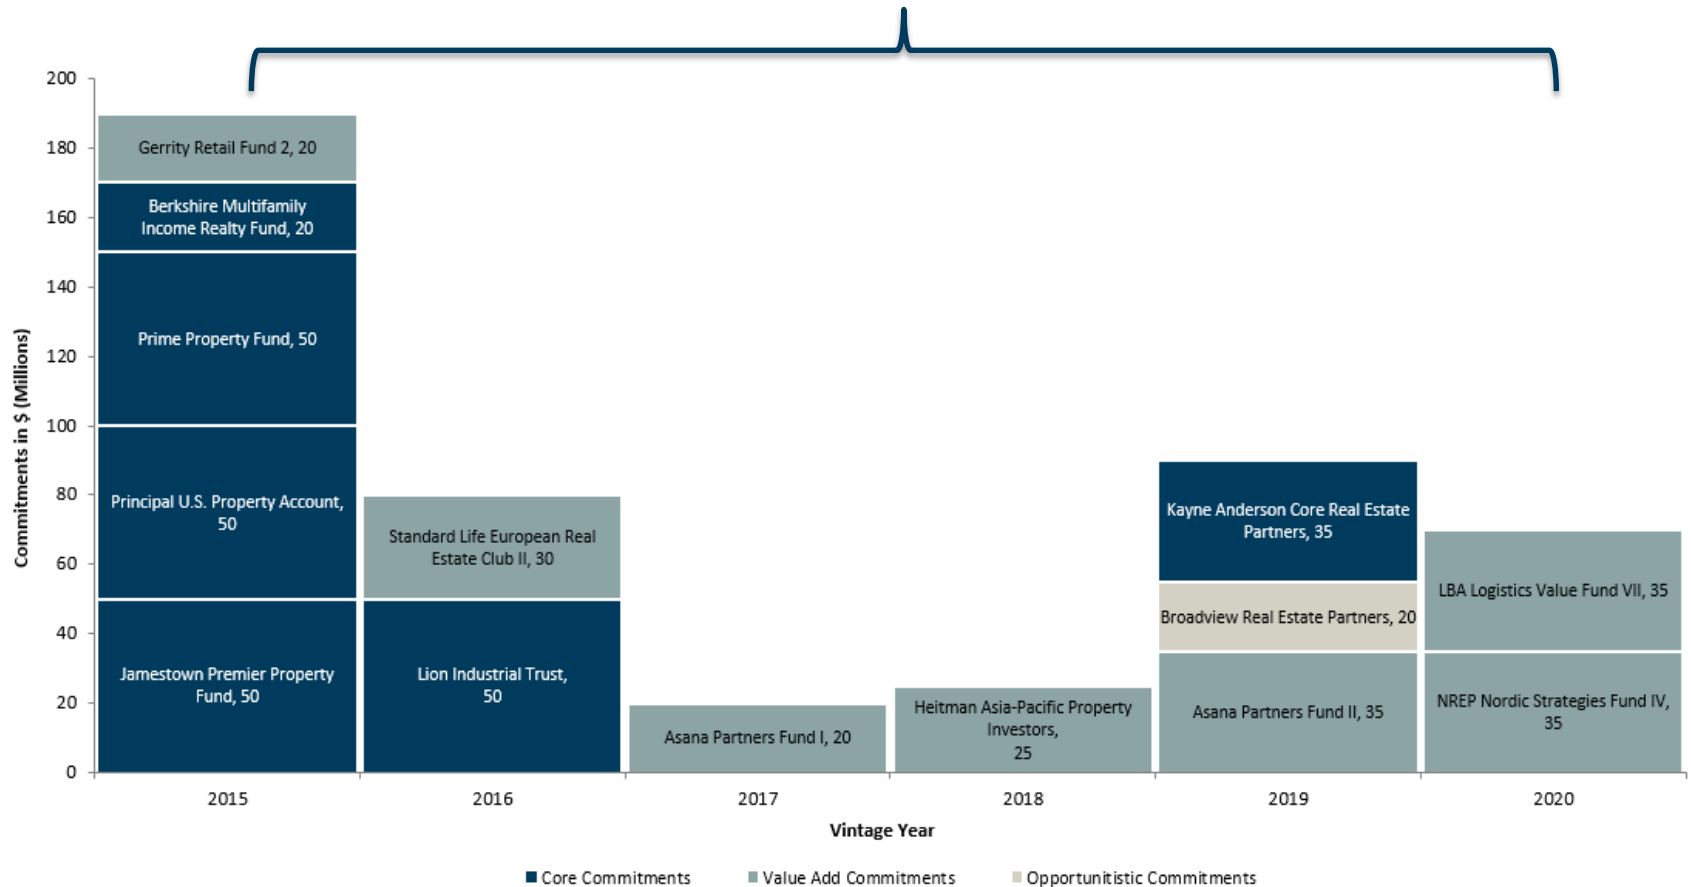 200
180
160
140
120
100
80
60
40
20
0
Commitments in $ (Millions)
Gerrity Retail Fund 2, 20
Berkshire Multifamily
Income Realty Fund, 20
Prime Property Fund, 50
Principal U.S. Property Account,
50
Jamestown Premier Property
Fund, 50
Standard Life European Real
Estate Club II, 30
Lion Industrial Trust,
50
Asana Partners Fund I, 20
Heitman Asia-Pacific Property
Investors,
25
Kayne Anderson Core Real Estate
Partners, 35
Broadview Real Estate Partners, 20
Asana Partners Fund II, 35
LBA Logistics Value Fund VII, 35
NREP Nordic Strategies Fund IV,
35
2015
2016
2017
2018
2019
2020
Vintage Year
Core Commitments
Value Add Commitments
Opportunitistic Commitments